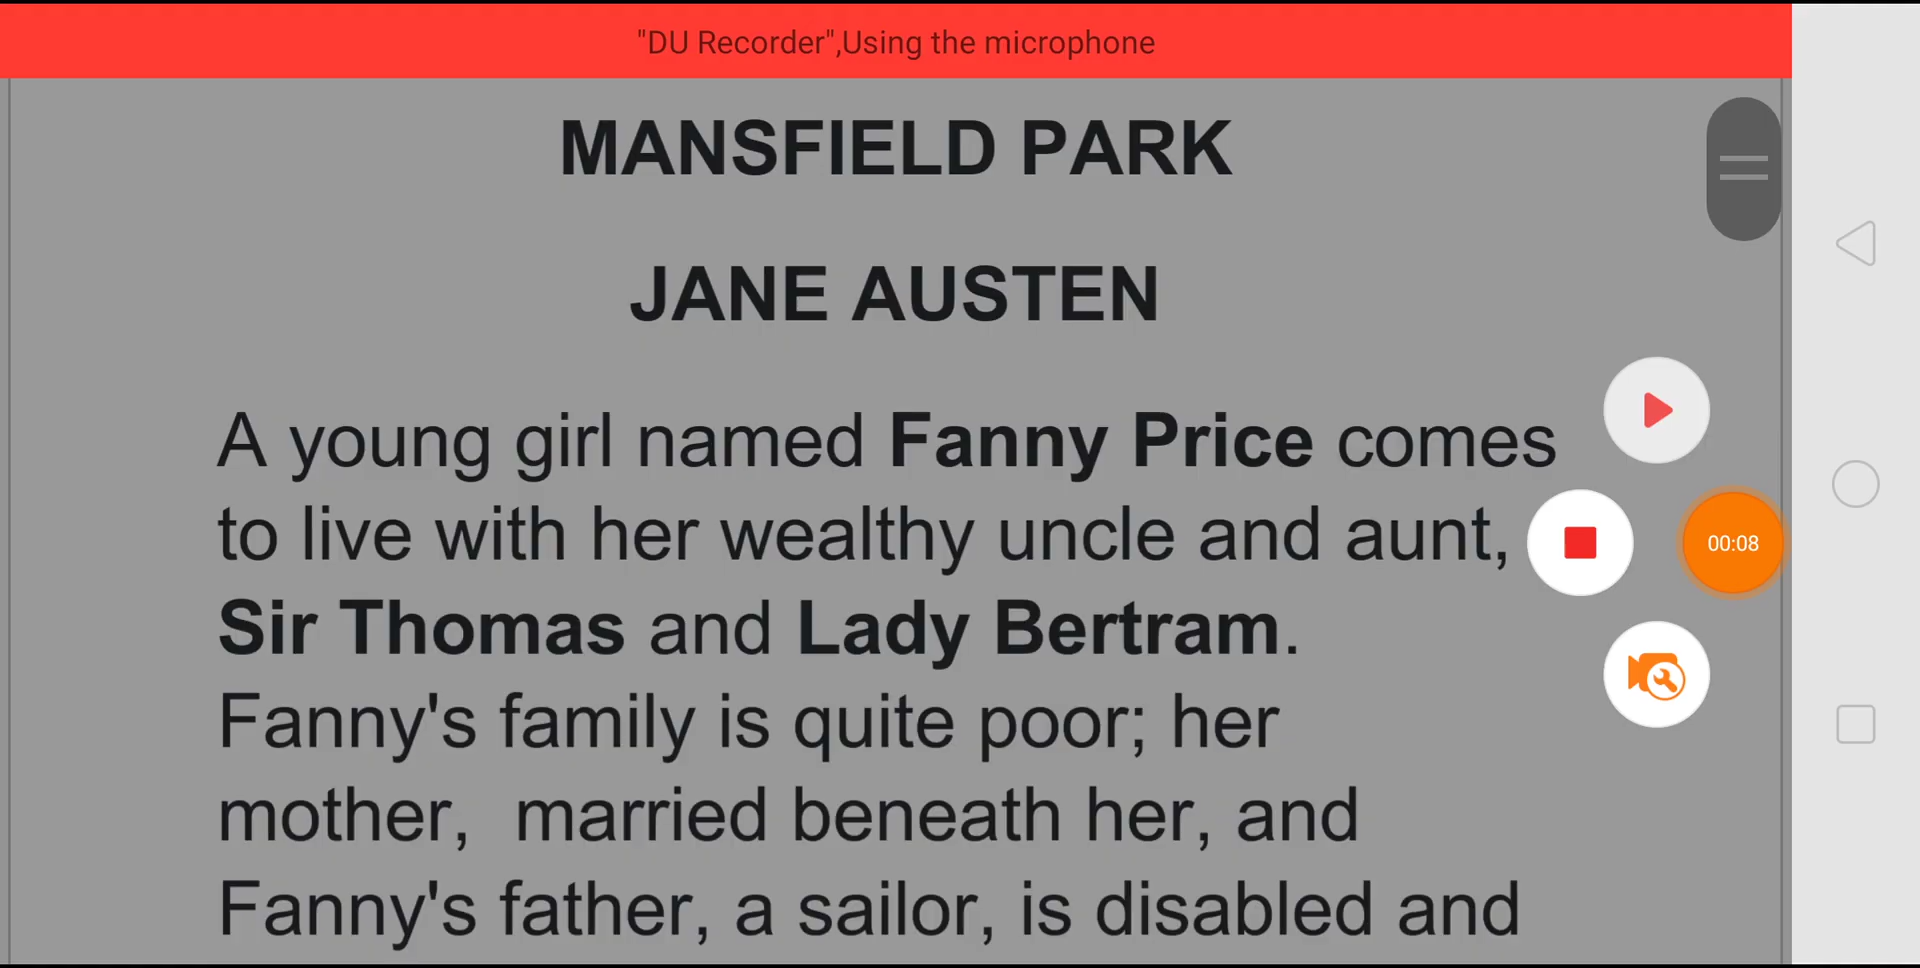 "DU Recorder",Using the microphone
MANSFIELD PARK
JANE AUSTEN
A young girl named Fanny Price comes
to live with her wealthy uncle and aunt,
00:08
Sir Thomas and Lady Bertram.
Fanny's family is quite poor; her
mother,  married beneath her, and
Fanny's father, a sailor, is disabled and